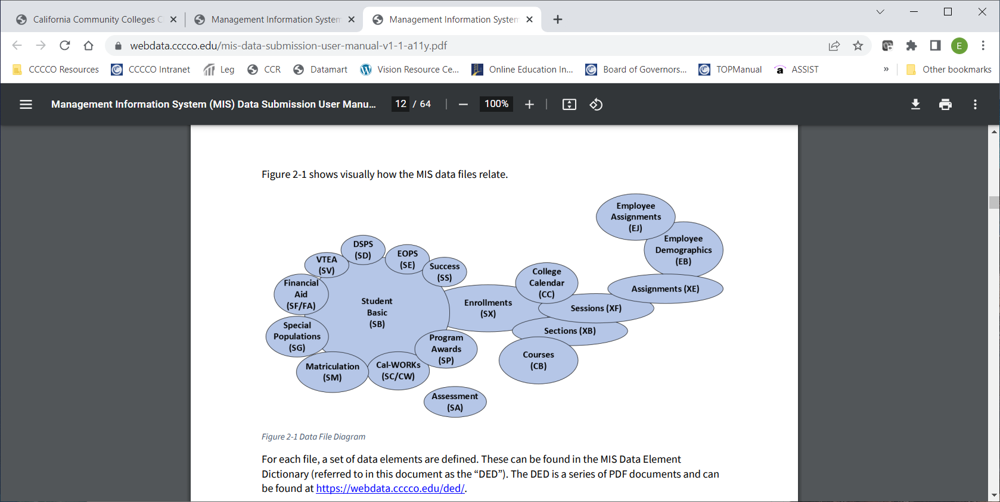 California Community Colleges C
Management Information System
Management Information System
webdata.cccco.edu/mis-data-submission-user-manual-v1-1-a11y.pdf
E
CCCCO Resources
CCCCO Intranet
Leg
CCR
Datamart
Vision Resource Ce...
Online Education In...
Board of Governors...
TOPManual
a
ASSIST
»
Other bookmarks
Management Information System (MIS) Data Submission User Manu...
12 / 64
100%
Figure 2-1 shows visually how the MIS data files relate.
Employee
Assignments
(EJ)
Employee
Demographics
(EB)
DSPS
(SD)
EOPS
(SE)
VTEA
(SV)
Success
(SS)
College
Calendar
(CC)
Financial
Aid
(SF/FA)
Assignments (XE)
Student
Basic
(SB)
Enrollments
(SX)
Sessions (XF)
Special
Populations
(SG)
Sections (XB)
Program
Awards
(SP)
Courses
(CB)
Matriculation
(SM)
Cal-WORKs
(SC/CW)
Assessment
(SA)
Figure 2-1 Data File Diagram
For each file, a set of data elements are defined. These can be found in the MIS Data Element
Dictionary (referred to in this document as the “DED”). The DED is a series of PDF documents and can
be found at https://webdata.cccco.edu/ded/.